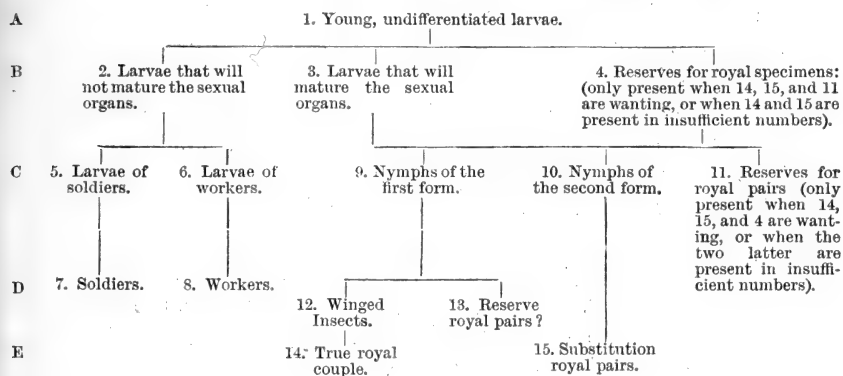 A
1. Young, undifferentiated larvae.
B
2. Larvae that will
not mature the sexual
organs.
3. Larvae that will
mature the sexual
organs.
4. Reserves for royal specimens:
(only present when 14, 15, and 11
are wanting, or when 14 and 15 are
present in insufficient numbers).
C
5. Larvae of
soldiers.
6. Larvae of
workers.
9. Nymphs of the
first form.
10. Nymphs of
the second form.
11. Reserves for
royal pairs (only
present when 14,
15, and 4 are want-
ing, or when the
two latter are
present in insuffi-
cient numbers).
D
7. Soldiers.
8. Workers.
12. Winged
Insects.
13. Reserve
royal pairs?
E
14. True royal
couple.
15. Substitution
royal pairs.